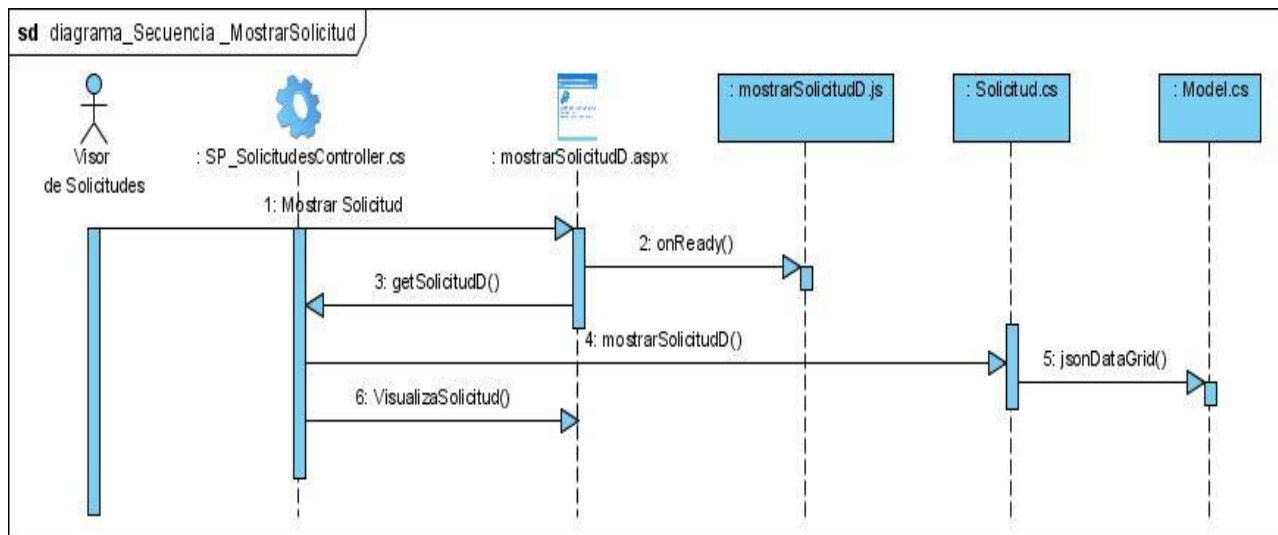 sd diagrama_Secuencia _MostrarSolicitud
Visor
de Solicitudes
: SP_SolicitudesController.cs
: mostrarSolicitudD.aspx
: mostrarSolicitudD.js
: Solicitud.cs
: Model.cs
1: Mostrar Solicitud
2: onReady()
3: getSolicitudD()
4: mostrarSolicitudD()
5: jsonDataGrid()
6: VisualizaSolicitud()